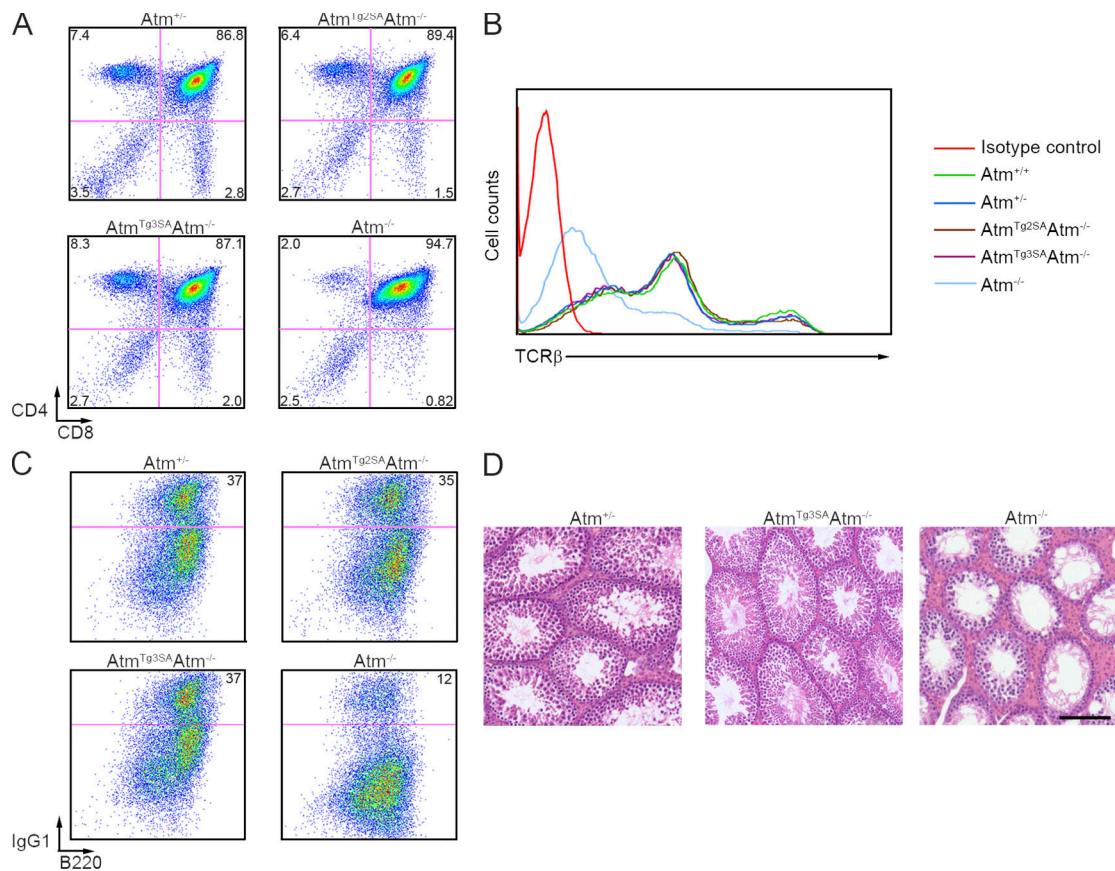 A
Atm+/-
7.4 86.8
3.5 2.8
AtmTg2SAAtm-/-
6.4 89.4
2.7 1.5
AtmTg3SAAtm-/-
8.3 87.1
2.7 2.0
Atm-/-
2.0 94.7
2.5 0.82
CD4
CD8
B
Cell counts
TCRβ
Isotype control
Atm+/+
Atm+/-
AtmTg2SAAtm-/-
AtmTg3SAAtm-/-
Atm-/-
C
Atm+/-
37
AtmTg2SAAtm-/-
35
AtmTg3SAAtm-/-
37
Atm-/-
12
IgG1
B220
D
Atm+/-
AtmTg3SAAtm-/-
Atm-/-